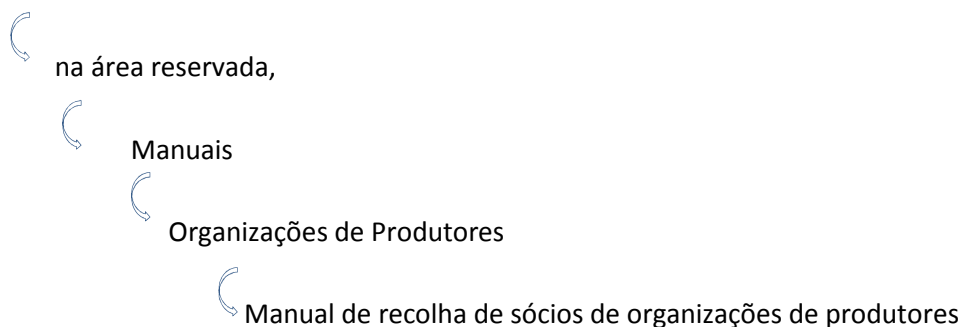 na área reservada,
Manuais
Organizações de Produtores
Manual de recolha de sócios de organizações de produtores